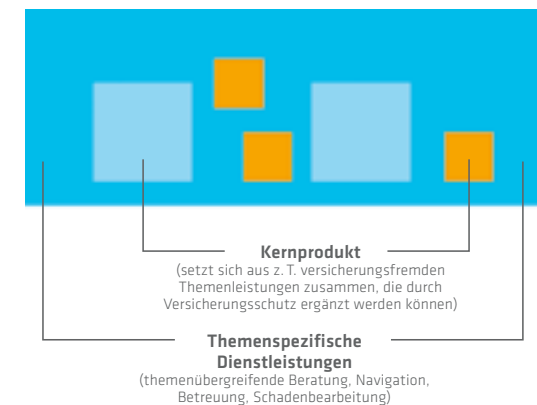 Kernprodukt
(setzt sich aus z. T. versicherungsfremden
Themenleistungen zusammen, die durch
Versicherungsschutz ergänzt werden können)
Themenspezifische
Dienstleistungen
(themenübergreifende Beratung, Navigation,
Betreuung, Schadenbearbeitung)